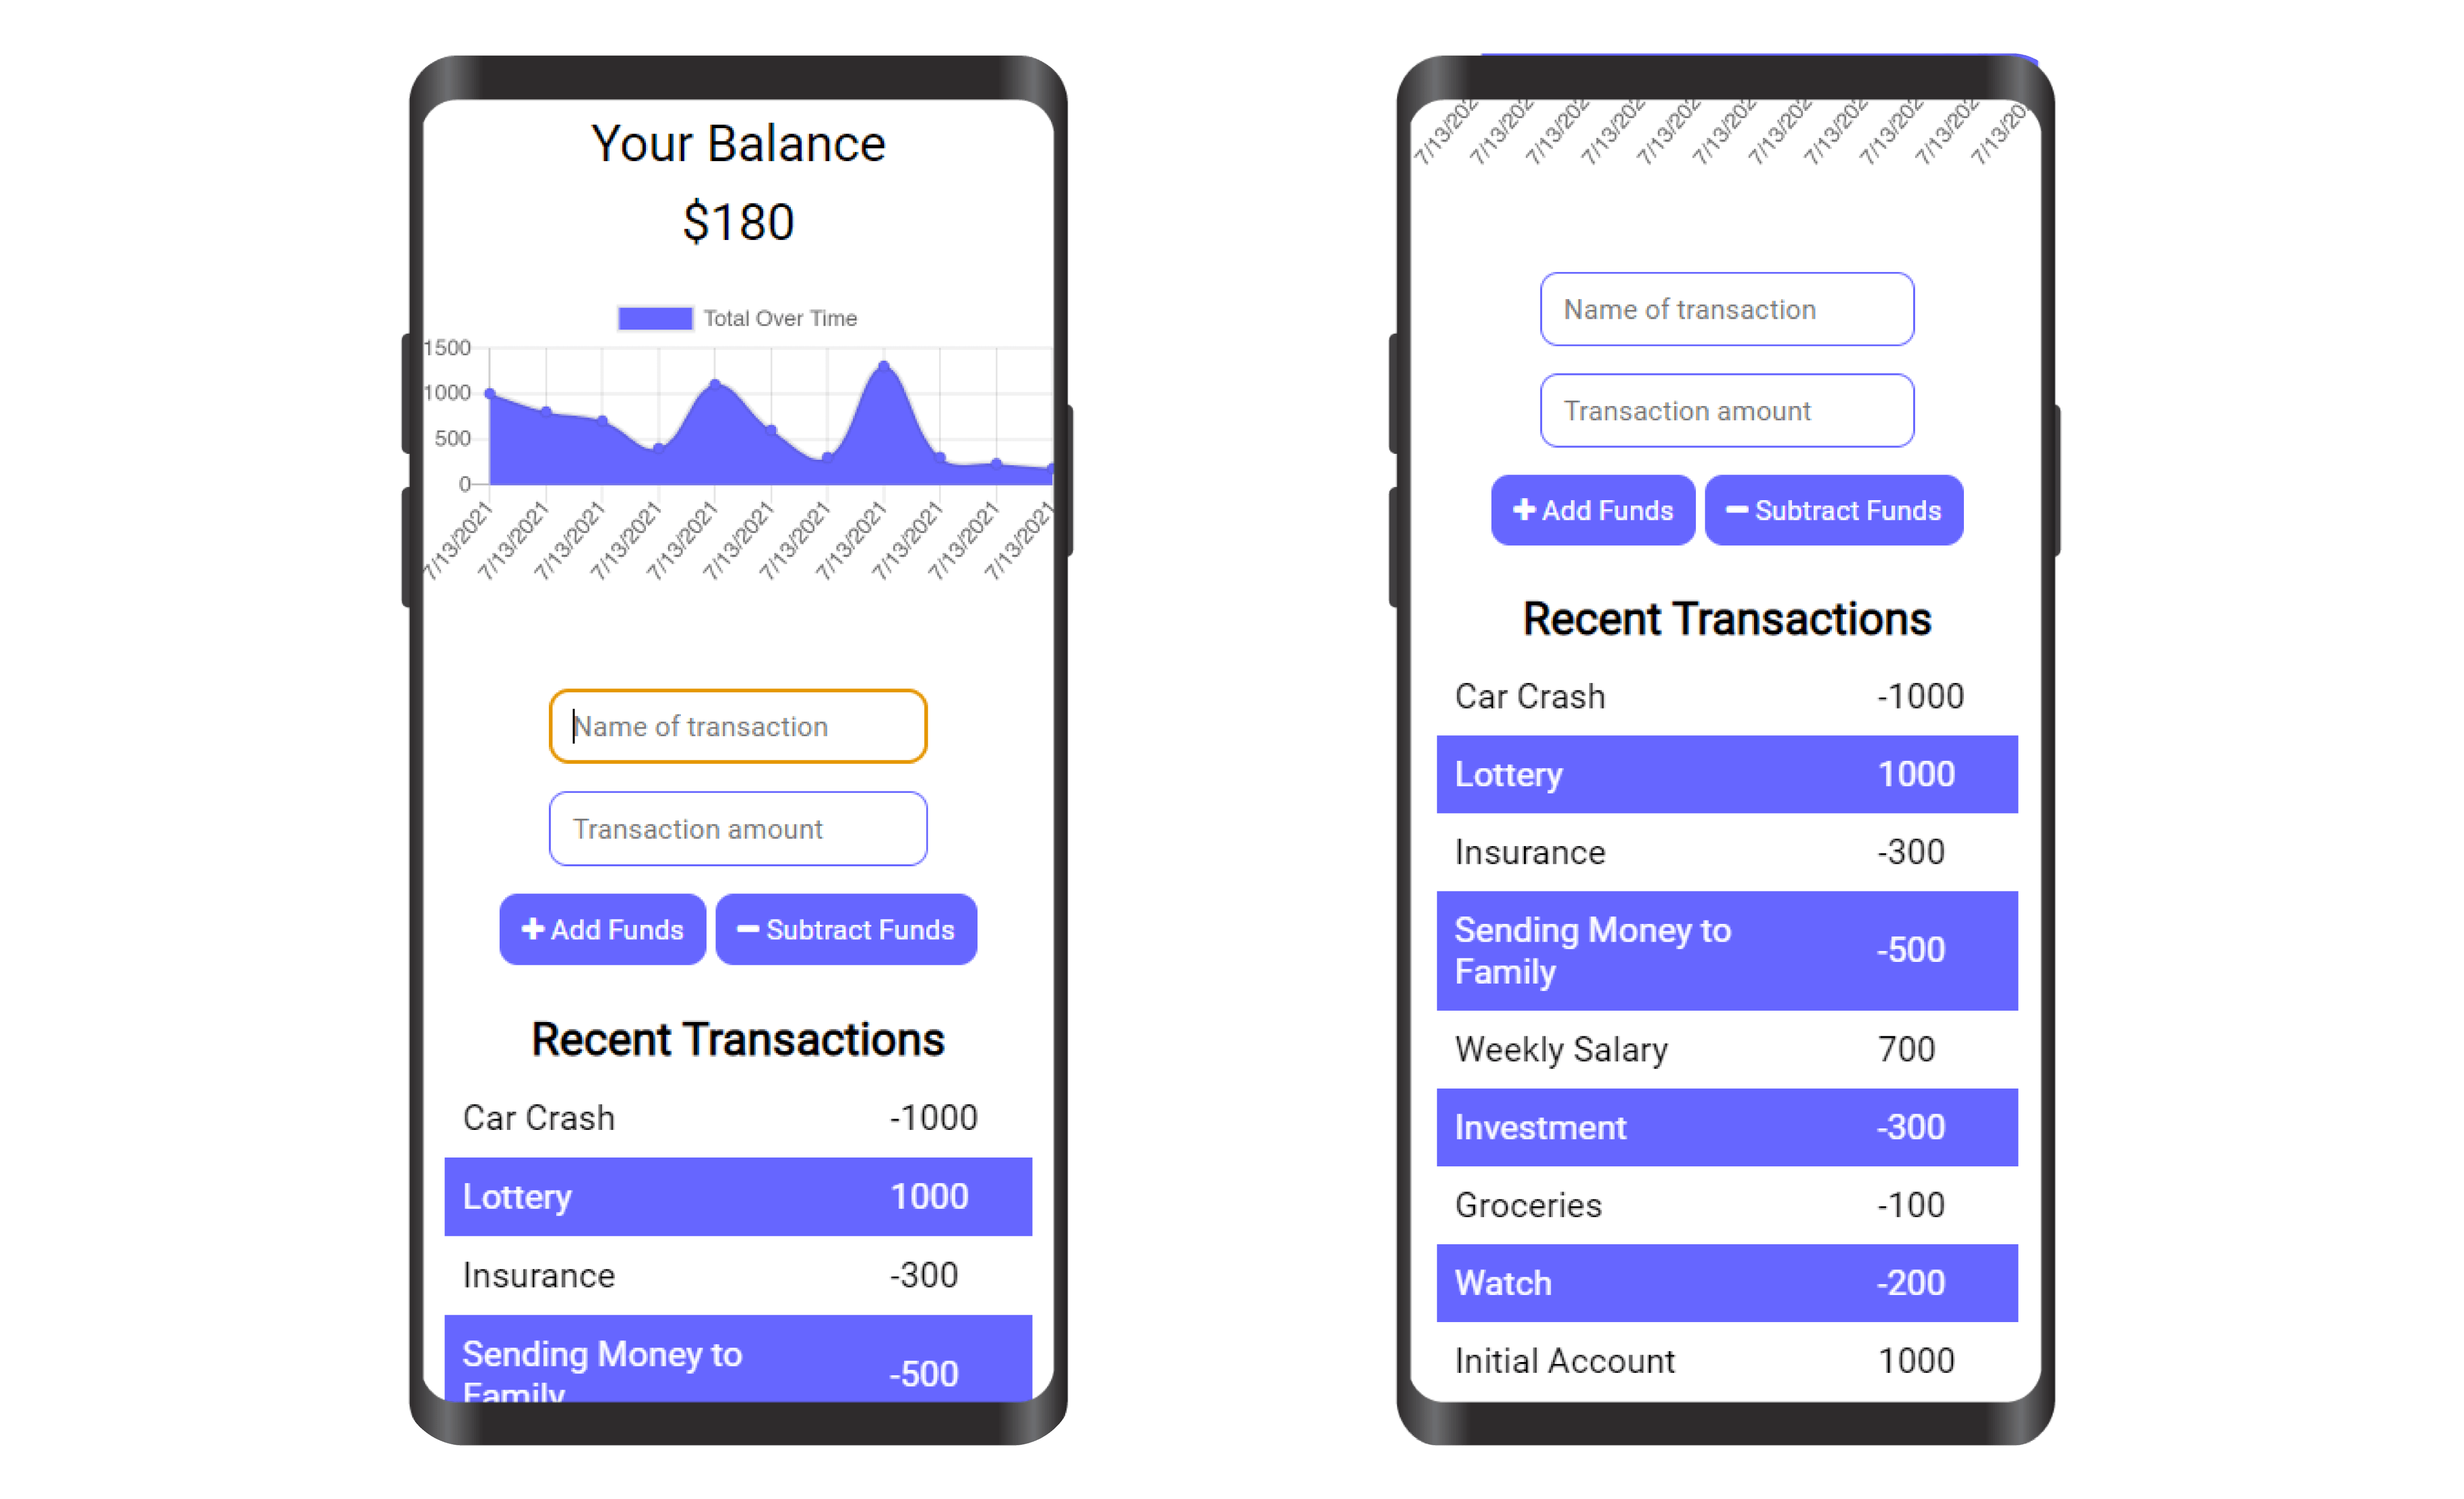 Your Balance
$180
Total Over Time
1500
1000
500
0
7/13/2021 7/13/2021 7/13/2021 7/13/2021 7/13/2021 7/13/2021 7/13/2021 7/13/2021 7/13/2021 7/13/2021 7/13/2021
Name of transaction
Transaction amount
Add Funds Subtract Funds
Recent Transactions
Car Crash -1000
Lottery 1000
Insurance -300
Sending Money to
Family -500
7/13/202 7/13/202 7/13/202 7/13/202 7/13/202 7/13/202 7/13/202 7/13/202 7/13/202 7/13/202 7/13/20
Name of transaction
Transaction amount
Add Funds Subtract Funds
Recent Transactions
Car Crash -1000
Lottery 1000
Insurance -300
Sending Money to
Family -500
Weekly Salary 700
Investment -300
Groceries -100
Watch -200
Initial Account 1000